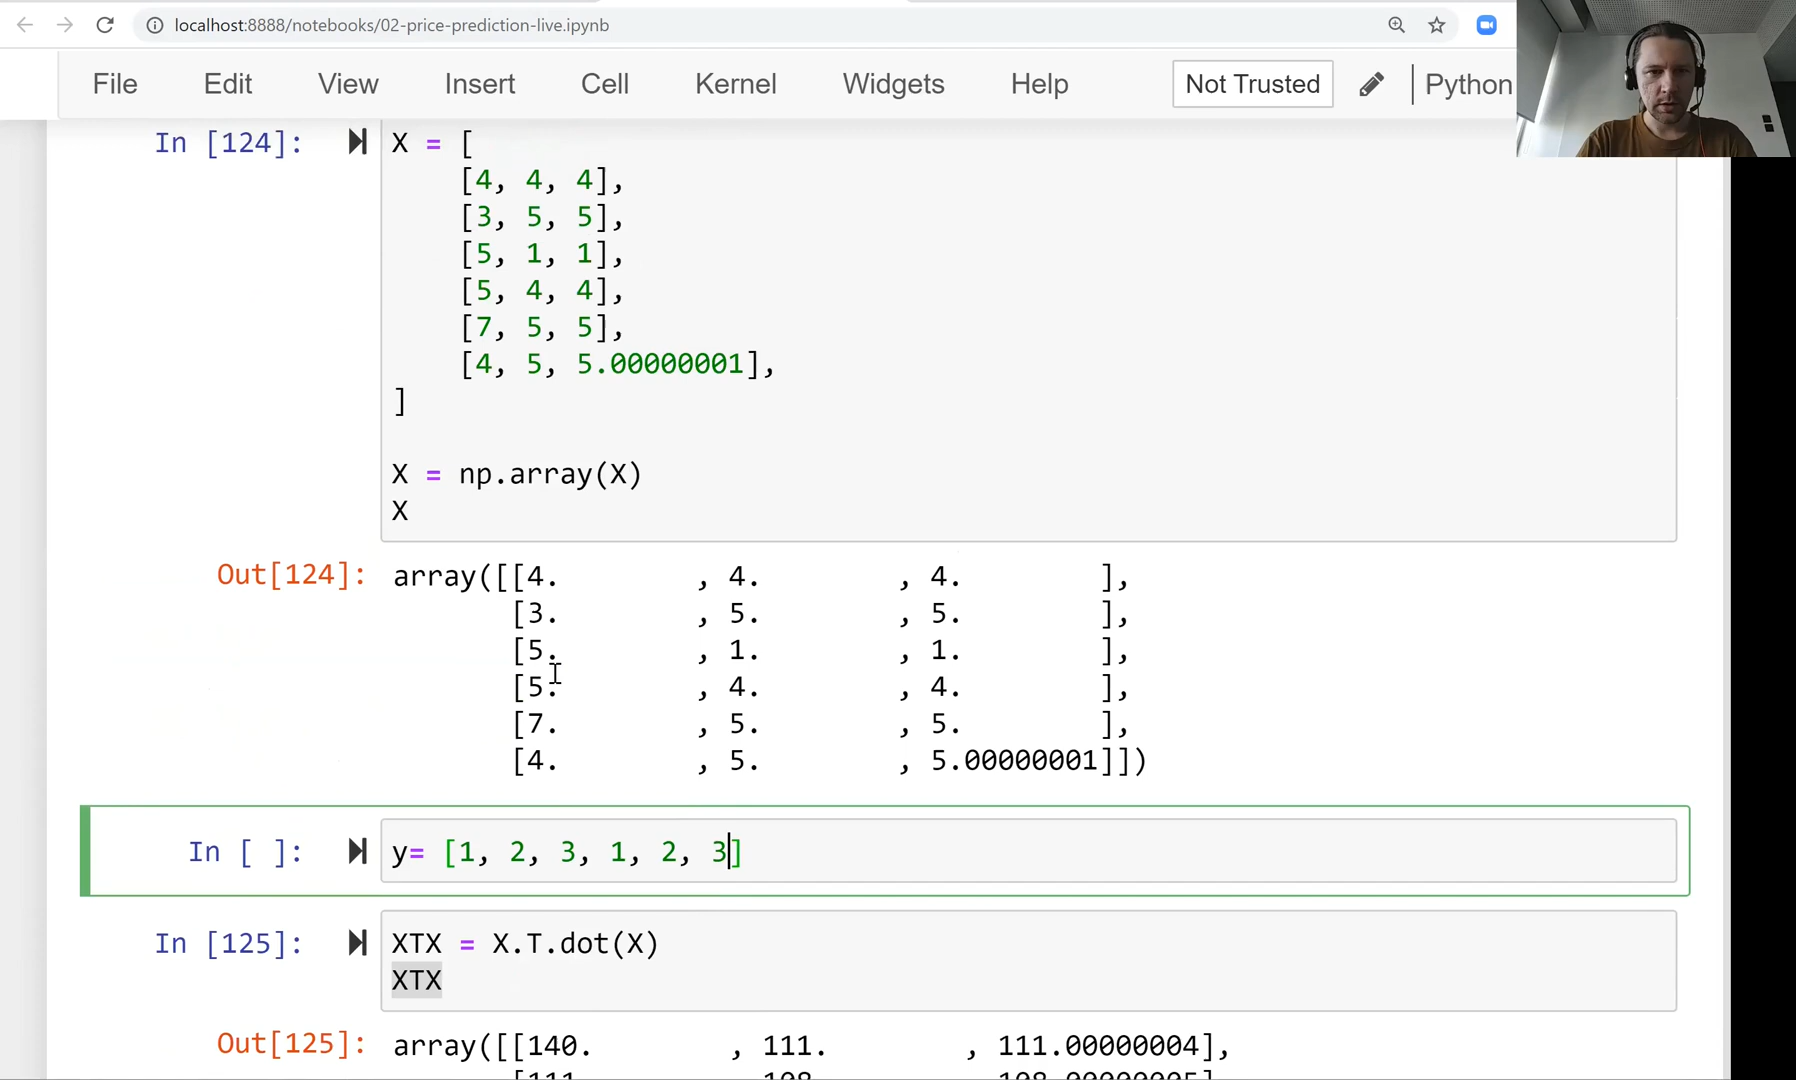 localhost:8888/notebooks/02-price-prediction-live.ipynb
File Edit View Insert Cell Kernel Widgets Help Not Trusted Python
In [124]: X = [
[4, 4, 4],
[3, 5, 5],
[5, 1, 1],
[5, 4, 4],
[7, 5, 5],
[4, 5, 5.00000001],
]
X = np.array(X)
X
Out[124]: array([[4. , 4. , 4. ],
[3. , 5. , 5. ],
[5. , 1. , 1. ],
[5. , 4. , 4. ],
[7. , 5. , 5. ],
[4. , 5. , 5.00000001]])
In [ ]: y= [1, 2, 3, 1, 2, 3]
In [125]: XTX = X.T.dot(X)
XTX
Out[125]: array([[140. , 111. , 111.00000004],